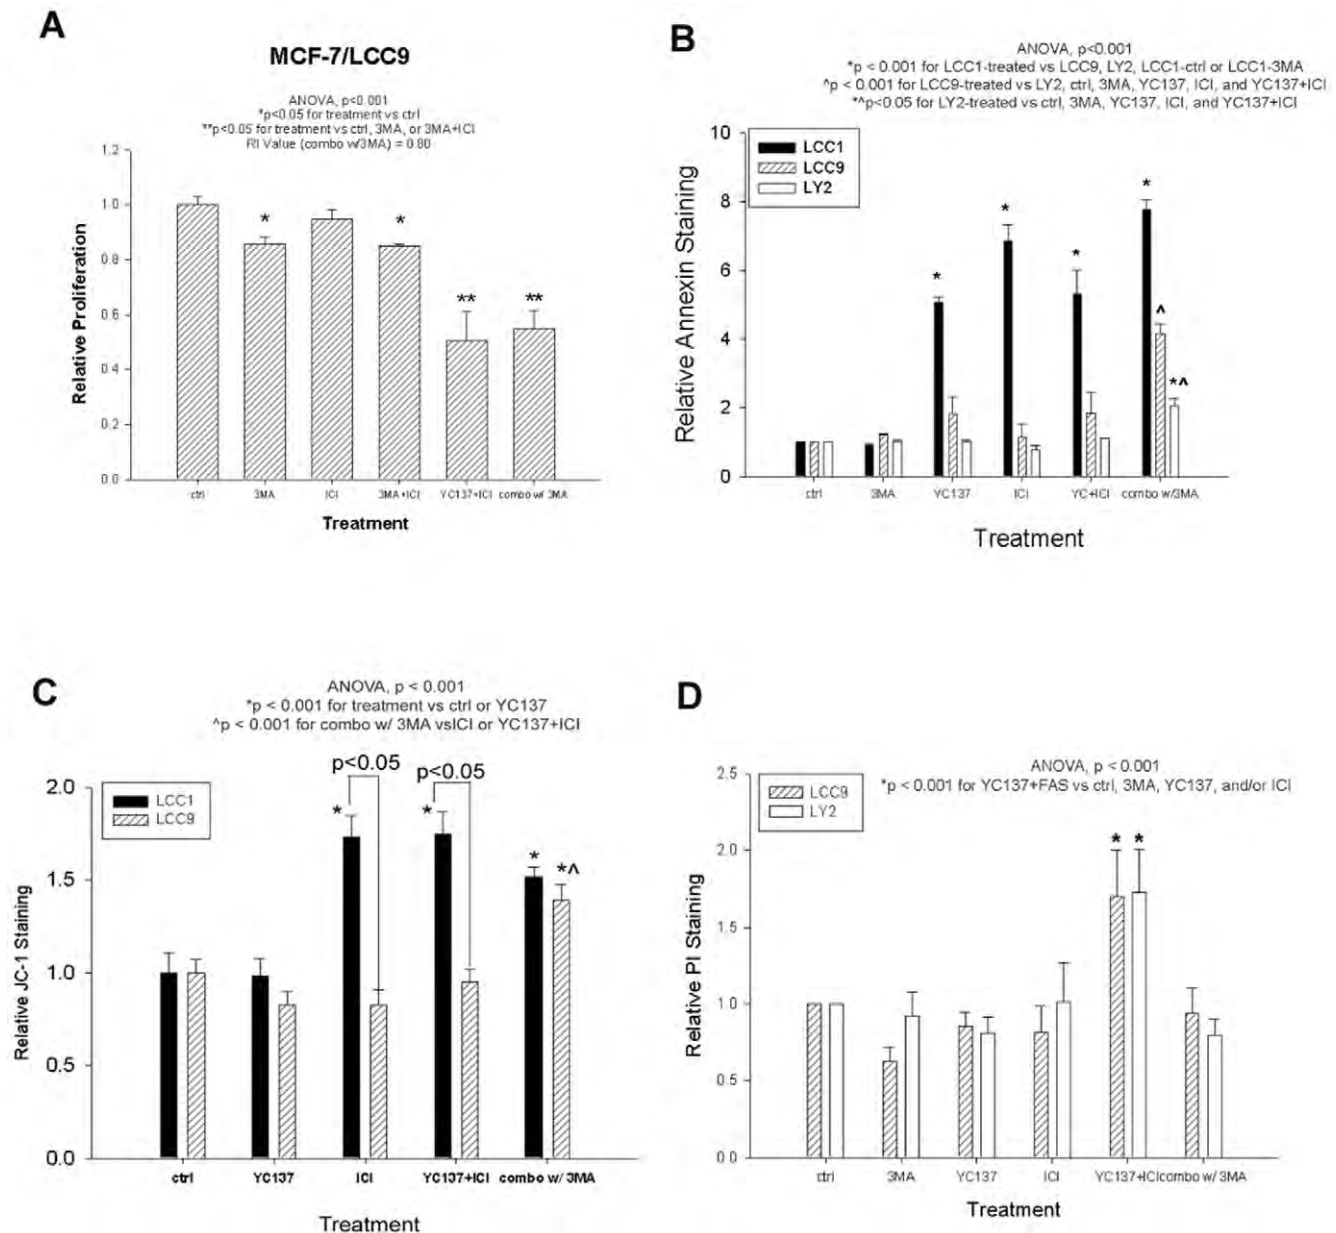 A
MCF-7/LCC9
ANOVA, p<0.001
*p<0.05 for treatment vs ctrl
**p<0.05 for treatment vs ctrl, 3MA, or 3MA+ICI
RI Value (combo w/3MA) = 0.80
1.2
1.0
0.8
0.6
0.4
0.2
0.0
Relative Proliferation
*
*
**
**
ctrl 3MA ICI 3MA+ICI YC137+ICI combo w/ 3MA
Treatment
B
ANOVA, p<0.001
*p < 0.001 for LCC1-treated vs LCC9, LY2, LCC1-ctrl or LCC1-3MA
^p < 0.001 for LCC9-treated vs LY2, ctrl, 3MA, YC137, ICI, and YC137+ICI
*^p<0.05 for LY2-treated vs ctrl, 3MA, YC137, ICI, and YC137+ICI
LCC1
LCC9
LY2
10
8
6
4
2
0
Relative Annexin Staining
*
*
*
*
^
*^
ctrl 3MA YC137 ICI YC+ICI combo w/3MA
Treatment
C
ANOVA, p < 0.001
*p < 0.001 for treatment vs ctrl or YC137
^p < 0.001 for combo w/ 3MA vsICI or YC137+ICI
LCC1
LCC9
p<0.05
p<0.05
2.0
1.5
1.0
0.5
0.0
Relative JC-1 Staining
*
*
*
*^
ctrl YC137 ICI YC137+ICI combo w/ 3MA
Treatment
D
ANOVA, p < 0.001
*p < 0.001 for YC137+FAS vs ctrl, 3MA, YC137, and/or ICI
LCC9
LY2
2.5
2.0
1.5
1.0
0.5
0.0
Relative PI Staining
* *
ctrl 3MA YC137 ICI YC137+ICI combo w/ 3MA
Treatment